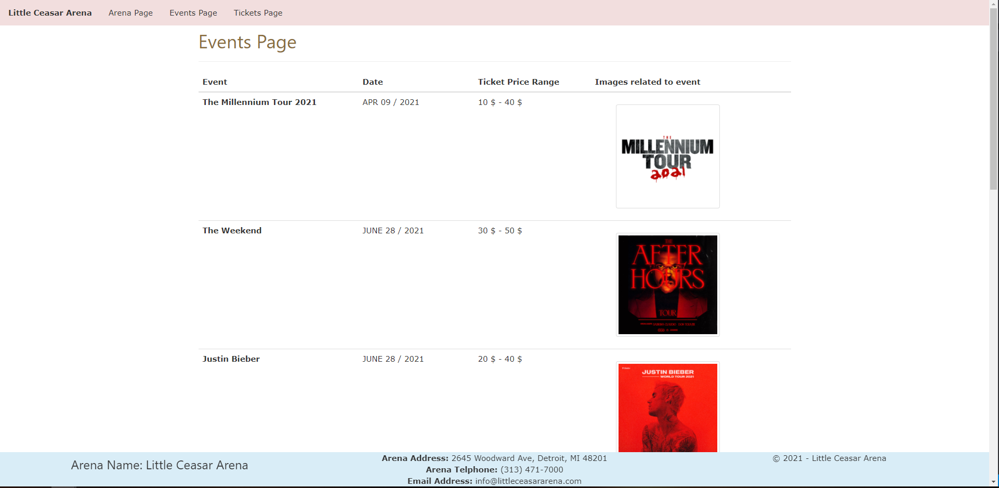 Little Ceasar Arena Arena Page Events Page Tickets Page
Events Page
Event Date Ticket Price Range Images related to event
The Millennium Tour 2021 APR 09 / 2021 10 $ - 40 $
THE
MILLENNIUM
TOUR
2021
The Weekend JUNE 28 / 2021 30 $ - 50 $
THE
AFTER
HOURS
TOUR
Justin Bieber JUNE 28 / 2021 20 $ - 40 $
JUSTIN BIEBER
WORLD TOUR 2021
Arena Name: Little Ceasar Arena
Arena Address: 2645 Woodward Ave, Detroit, MI 48201
Arena Telphone: (313) 471-7000
Email Address: info@littleceasararena.com
© 2021 - Little Ceasar Arena